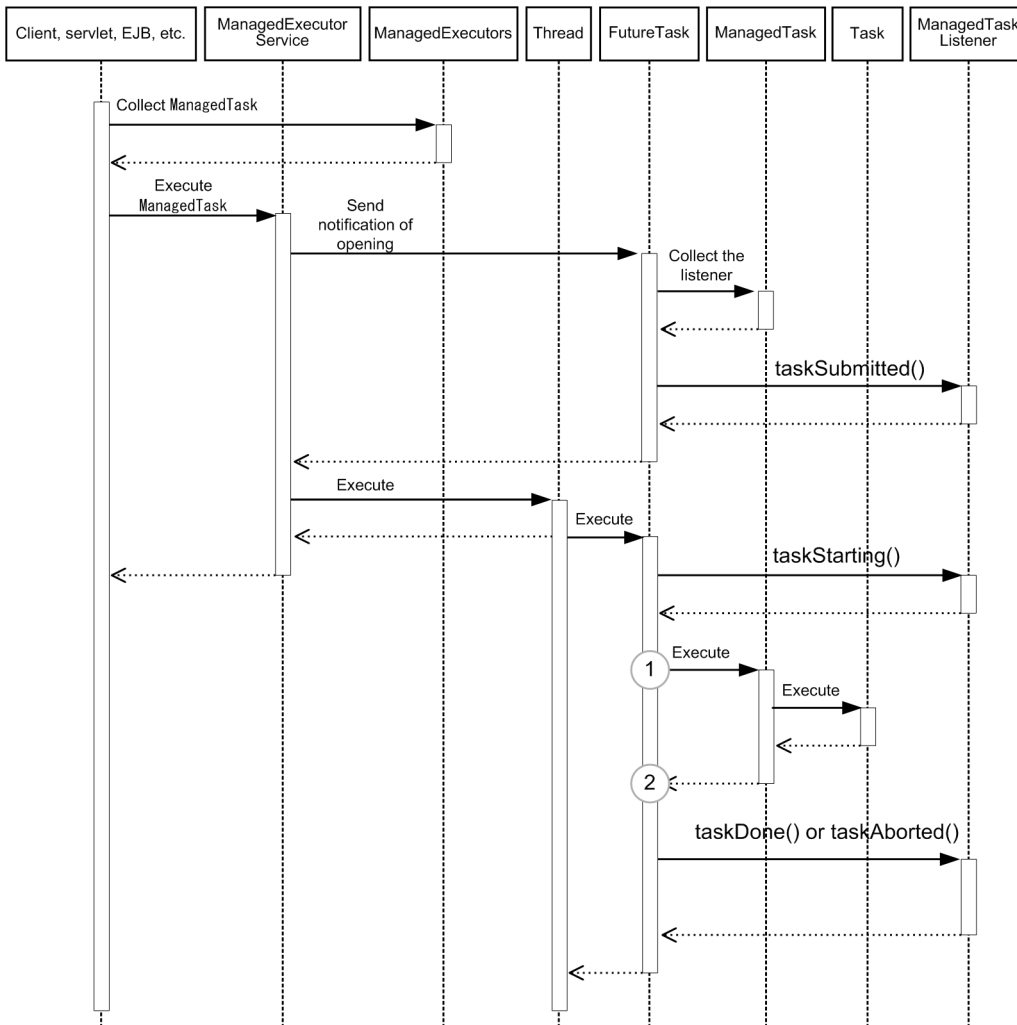 Client, servlet, EJB, etc.
ManagedExecutor
Service
ManagedExecutors
Thread
FutureTask
ManagedTask
Task
ManagedTask
Listener
Collect ManagedTask
Execute
ManagedTask
Send
notification of
opening
Collect the
listener
taskSubmitted()
Execute
Execute
taskStarting()
1
Execute
Execute
2
taskDone() or taskAborted()